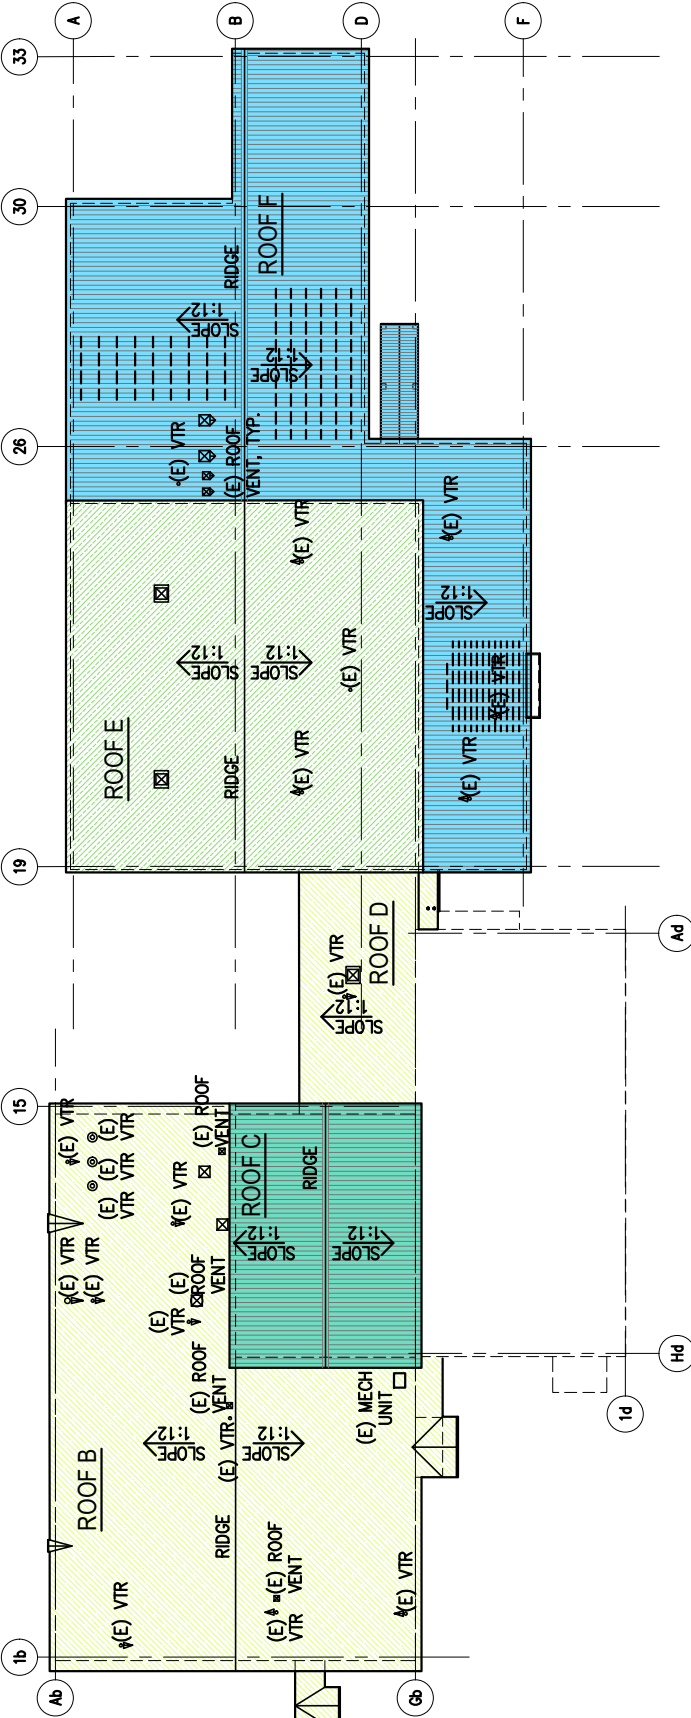 A
B
D
F
33
30
26
19
15
1b
Ab
Gb
Ad
Hd
1d
ROOF F
RIDGE
SLOPE
1:12
SLOPE
1:12
(E) VTR
(E) ROOF
VENT, TYP.
(E) VTR
SLOPE
1:12
(E) VTR
(E) VTR
ROOF E
RIDGE
SLOPE
1:12
SLOPE
1:12
(E) VTR
(E) VTR
(E) VTR
ROOF D
(E) VTR
SLOPE
1:12
ROOF C
RIDGE
SLOPE
1:12
SLOPE
1:12
(E) VTR
(E)
VTR
(E)
VTR
(E)
VTR
(E) ROOF
VENT
(E) VTR
(E) VTR
(E) VTR
(E)
ROOF
VENT
(E)
VTR
(E) ROOF
VENT
(E) VTR
(E) MECH
UNIT
SLOPE
1:12
SLOPE
1:12
ROOF B
RIDGE
(E) VTR
(E) ROOF
VENT
(E)
VTR
(E) VTR